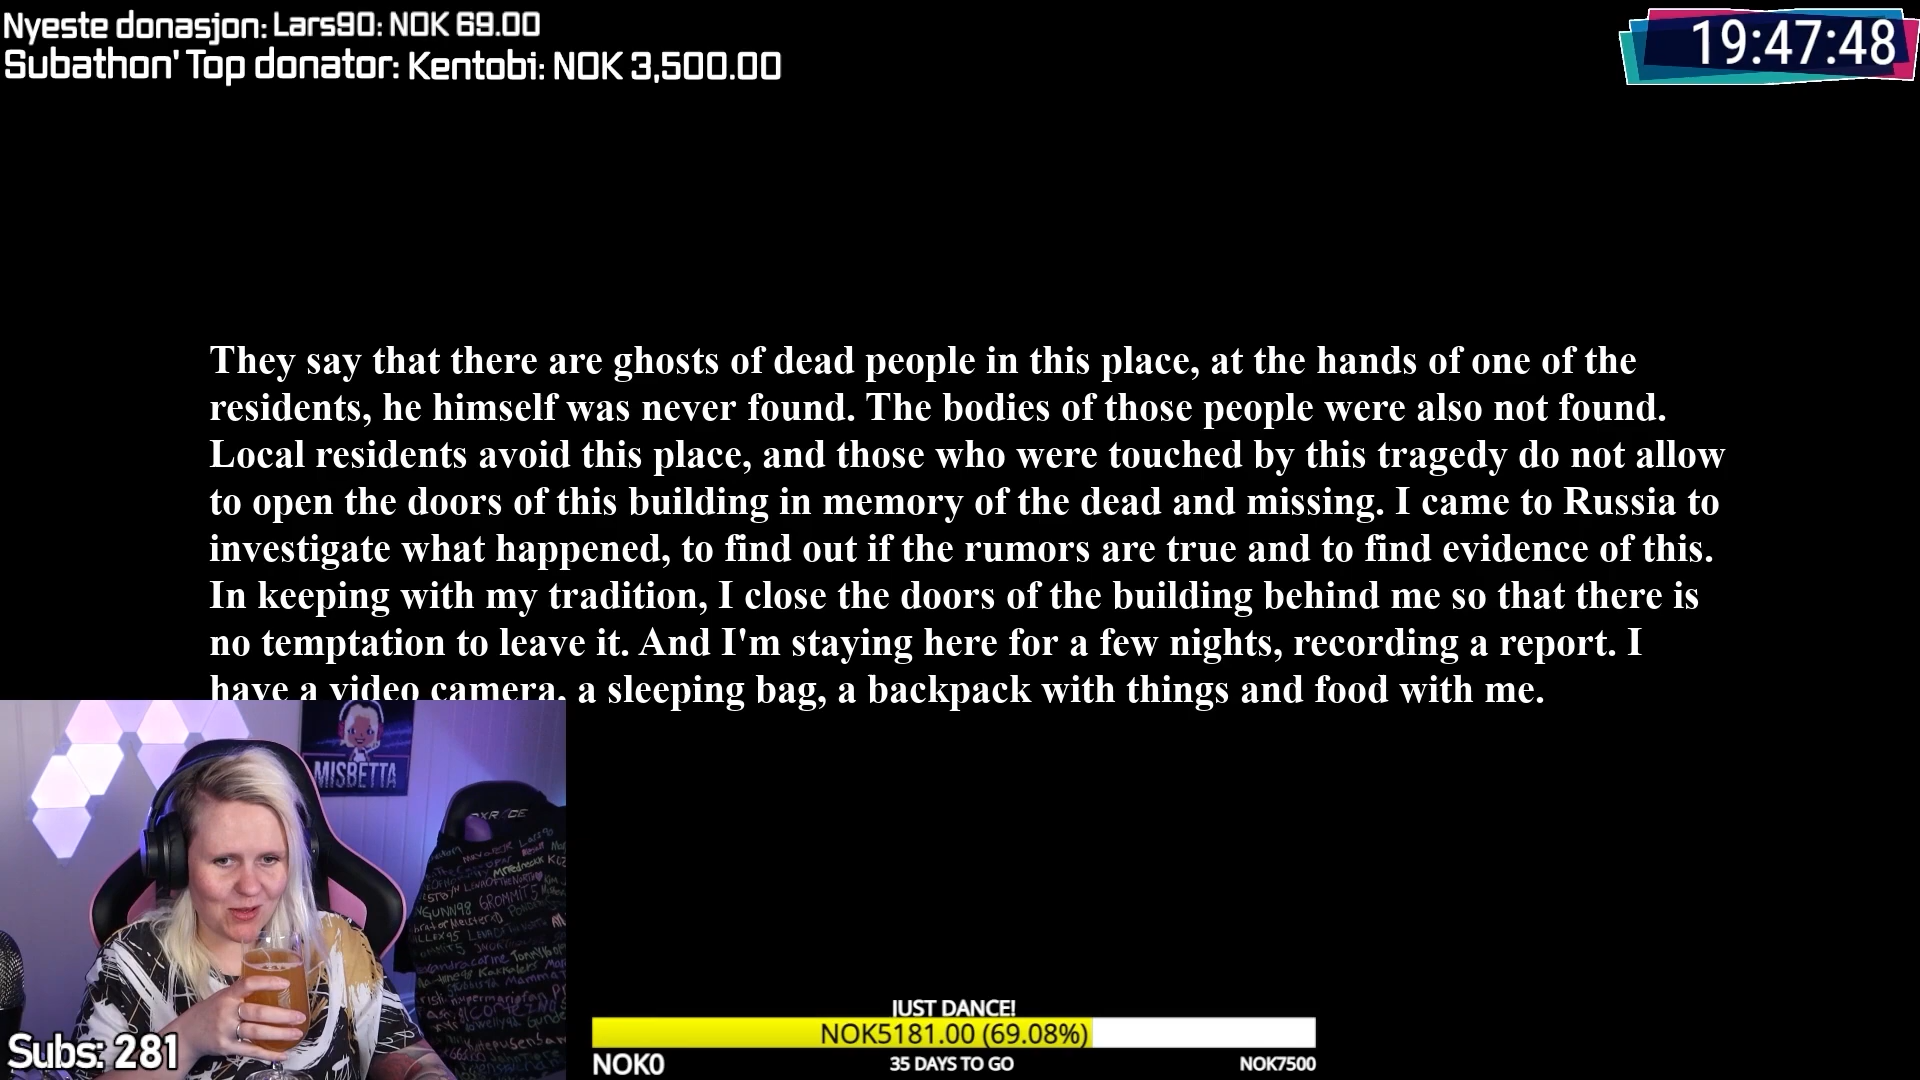 Nyeste donasjon: Lars90: NOK 69.00
Subathon' Top donator: Kentobi: NOK 3,500.00
19:47:48
They say that there are ghosts of dead people in this place, at the hands of one of the
residents, he himself was never found. The bodies of those people were also not found.
Local residents avoid this place, and those who were touched by this tragedy do not allow
to open the doors of this building in memory of the dead and missing. I came to Russia to
investigate what happened, to find out if the rumors are true and to find evidence of this.
In keeping with my tradition, I close the doors of the building behind me so that there is
no temptation to leave it. And I'm staying here for a few nights, recording a report. I
have a video camera, a sleeping bag, a backpack with things and food with me.
MISBETTA
GROMMIT5
Subs: 281
JUST DANCE!
NOK5181.00 (69.08%)
NOK0
35 DAYS TO GO
NOK7500